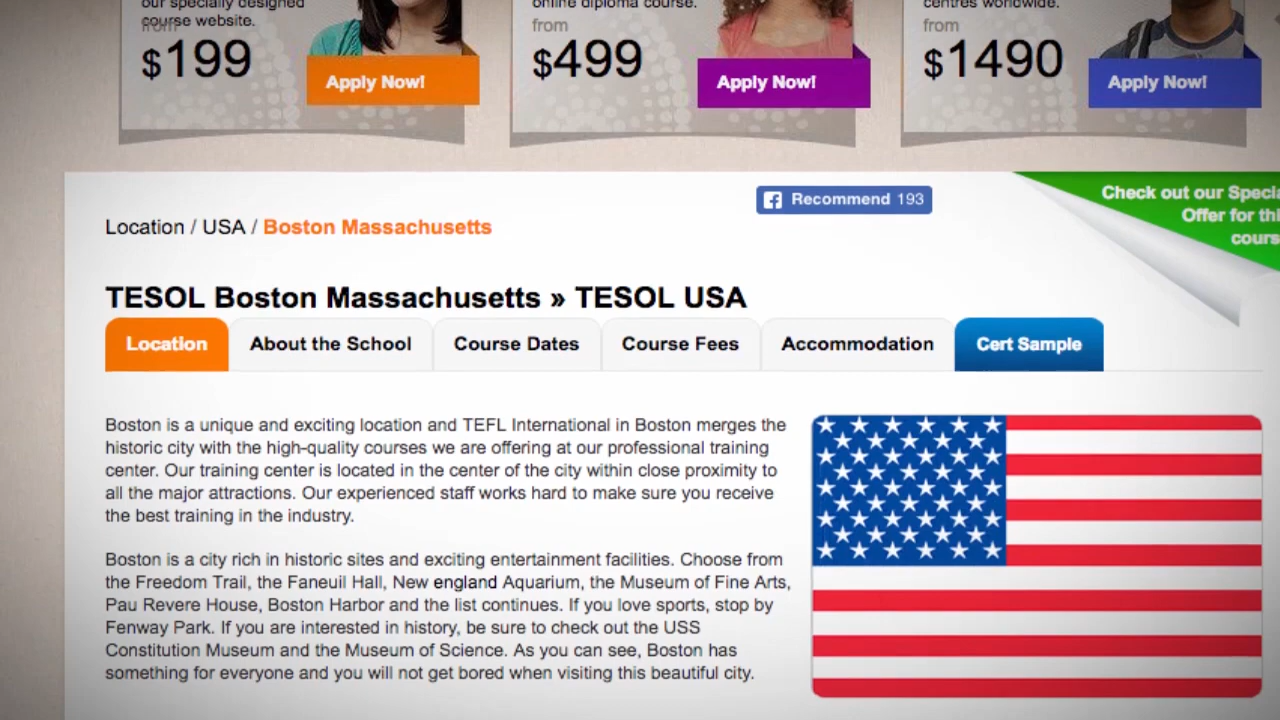 our specially designed
course website.
from
$199
Apply Now!
online diploma course.
from
$499
Apply Now!
centres worldwide.
from
$1490
Apply Now!
Recommend 193
Check out our Specia
Offer for thi
cours
Location / USA / Boston Massachusetts
TESOL Boston Massachusetts » TESOL USA
Location
About the School
Course Dates
Course Fees
Accommodation
Cert Sample
Boston is a unique and exciting location and TEFL International in Boston merges the
historic city with the high-quality courses we are offering at our professional training
center. Our training center is located in the center of the city within close proximity to
all the major attractions. Our experienced staff works hard to make sure you receive
the best training in the industry.
Boston is a city rich in historic sites and exciting entertainment facilities. Choose from
the Freedom Trail, the Faneuil Hall, New england Aquarium, the Museum of Fine Arts,
Pau Revere House, Boston Harbor and the list continues. If you love sports, stop by
Fenway Park. If you are interested in history, be sure to check out the USS
Constitution Museum and the Museum of Science. As you can see, Boston has
something for everyone and you will not get bored when visiting this beautiful city.